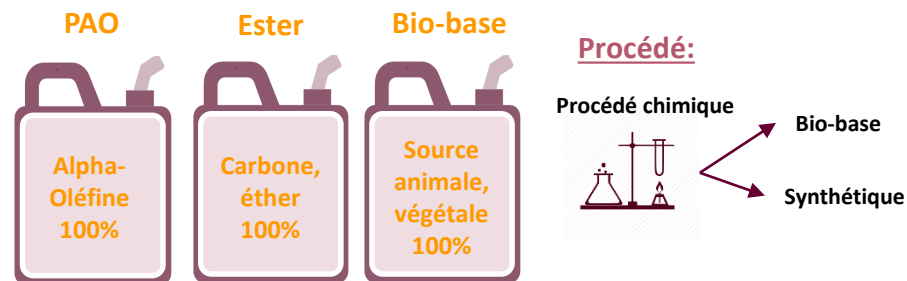 PAO
Ester
Bio-base
Alpha-
Oléfine
100%
Carbone,
éther
100%
Source
animale,
végétale
100%
Procédé:
Procédé chimique
Bio-base
Synthétique